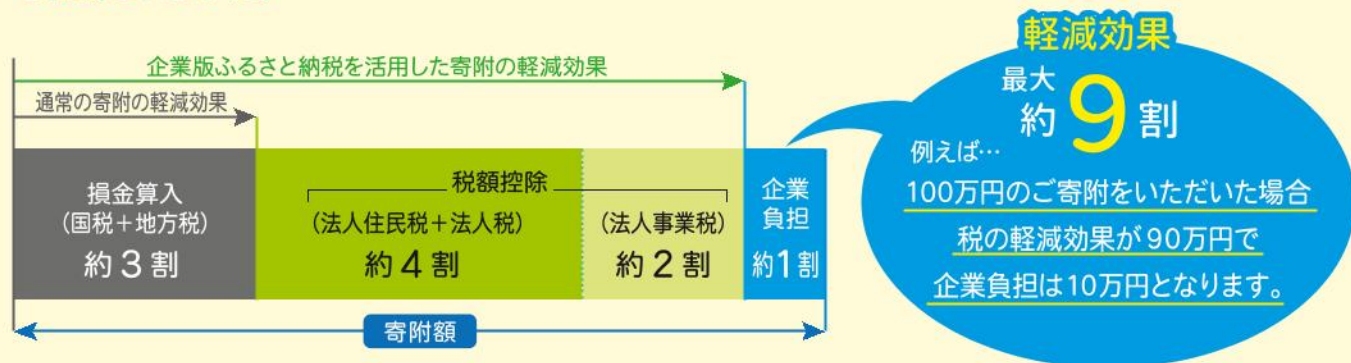 企業版ふるさと納税を活用した寄附の軽減効果
通常の寄附の軽減効果
損金算入
(国税＋地方税)
約3割
税額控除
(法人住民税＋法人税)
約4割
(法人事業税)
約2割
企業
負担
約1割
寄附額
軽減効果
最大
約9割
例えば…
100万円のご寄附をいただいた場合
税の軽減効果が90万円で
企業負担は10万円となります。